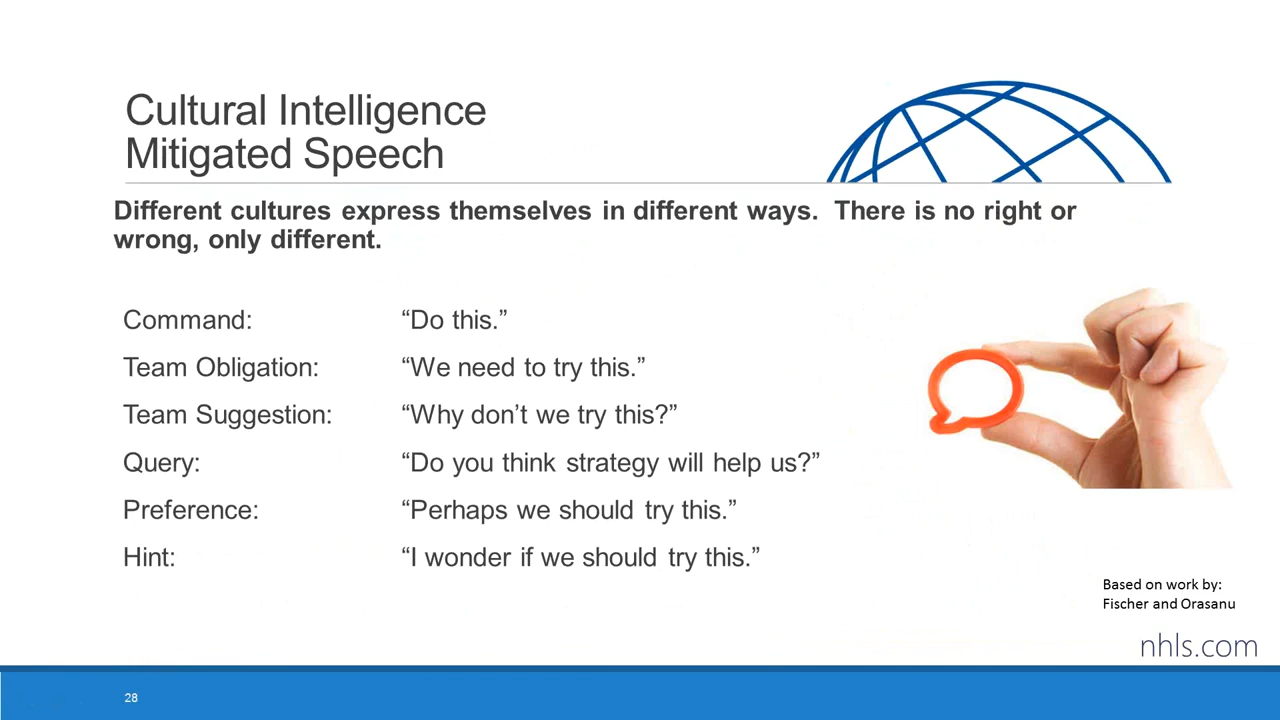 Cultural Intelligence
Mitigated Speech
Different cultures express themselves in different ways.  There is no right or
wrong, only different.
Command: “Do this.”
Team Obligation: “We need to try this.”
Team Suggestion: “Why don’t we try this?”
Query: “Do you think strategy will help us?”
Preference: “Perhaps we should try this.”
Hint: “I wonder if we should try this.”
Based on work by:
Fischer and Orasanu
nhls.com
28